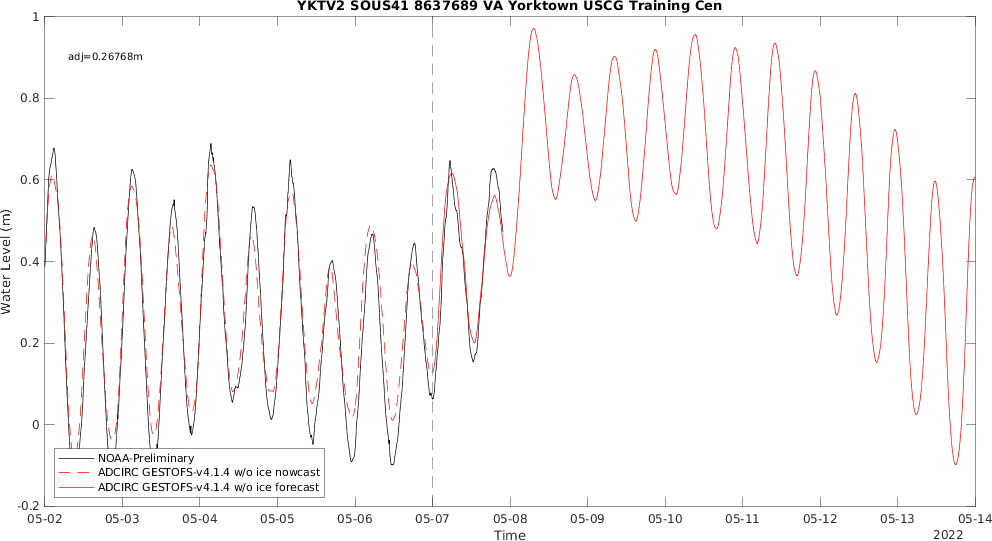 YKTV2 SOUS41 8637689 VA Yorktown USCG Training Cen
adj=0.26768m
1
0.8
0.6
0.4
0.2
0
-0.2
Water Level (m)
NOAA-Preliminary
ADCIRC GESTOFS-v4.1.4 w/o ice nowcast
ADCIRC GESTOFS-v4.1.4 w/o ice forecast
05-02 05-03 05-04 05-05 05-06 05-07 05-08 05-09 05-10 05-11 05-12 05-13 05-14
Time
2022